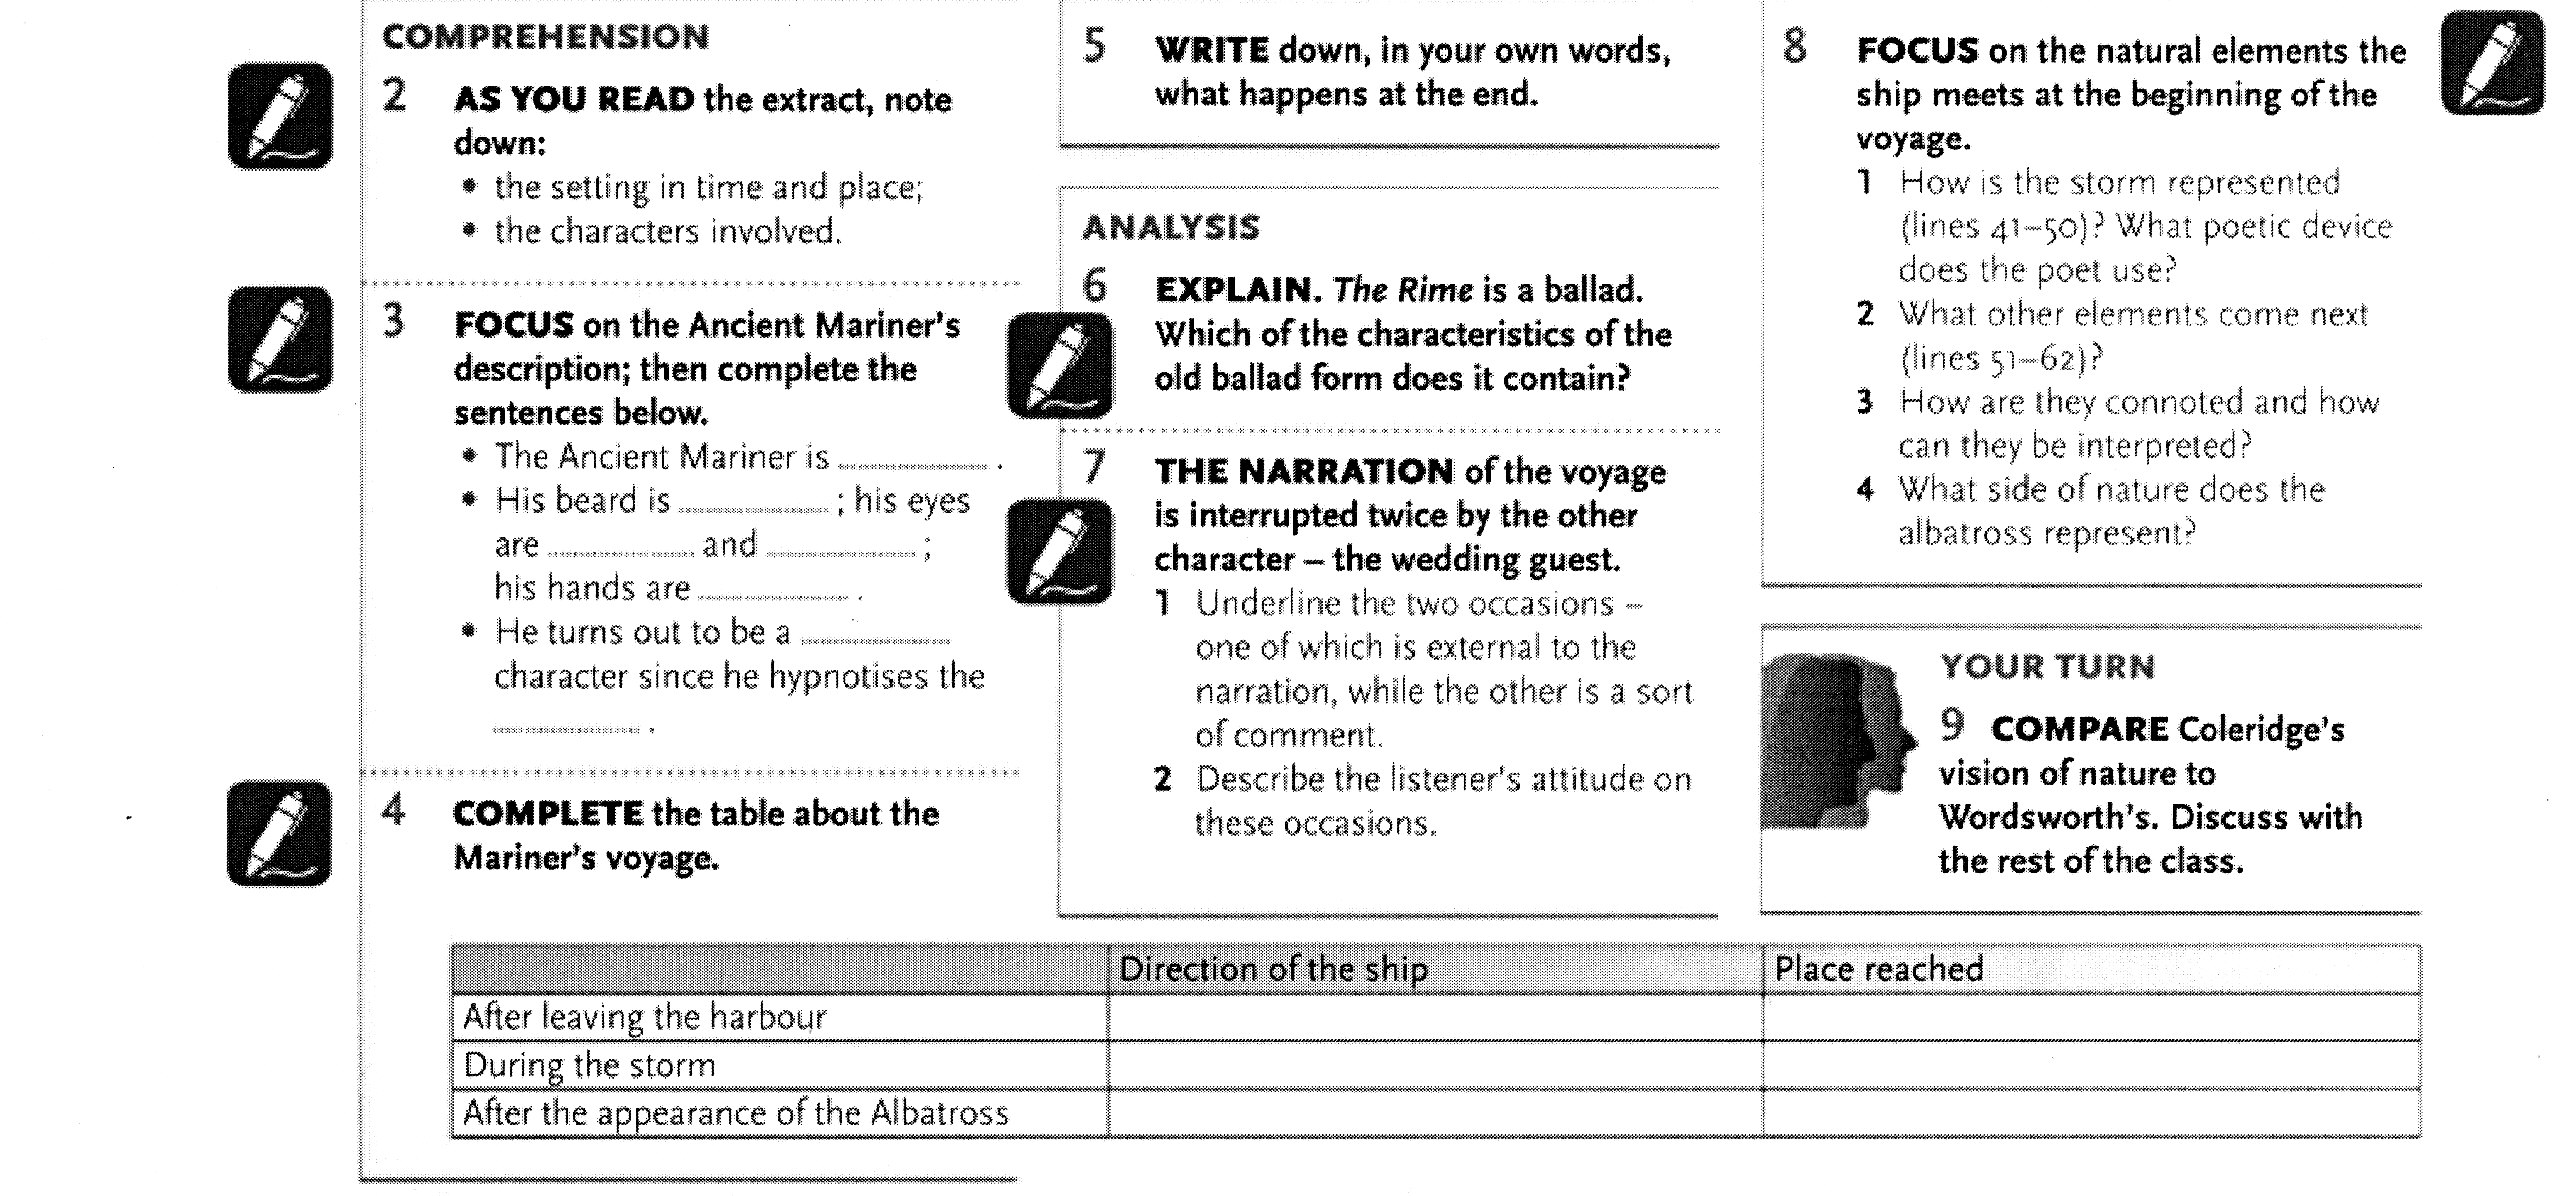 COMPREHENSION
2 AS YOU READ the extract, note
down:
• the setting in time and place;
• the characters involved.
3 FOCUS on the Ancient Mariner's
description; then complete the
sentences below.
• The Ancient Mariner is .................... .
• His beard is .................... ; his eyes
are .................... and .................... ;
his hands are .................... .
• He turns out to be a ....................
character since he hypnotises the
.................... .
4 COMPLETE the table about the
Mariner's voyage.
5 WRITE down, in your own words,
what happens at the end.
ANALYSIS
6 EXPLAIN. The Rime is a ballad.
Which of the characteristics of the
old ballad form does it contain?
7 THE NARRATION of the voyage
is interrupted twice by the other
character – the wedding guest.
1 Underline the two occasions –
one of which is external to the
narration, while the other is a sort
of comment.
2 Describe the listener's attitude on
these occasions.
8 FOCUS on the natural elements the
ship meets at the beginning of the
voyage.
1 How is the storm represented
(lines 41–50)? What poetic device
does the poet use?
2 What other elements come next
(lines 51–62)?
3 How are they connoted and how
can they be interpreted?
4 What side of nature does the
albatross represent?
YOUR TURN
9 COMPARE Coleridge's
vision of nature to
Wordsworth's. Discuss with
the rest of the class.
Direction of the ship Place reached
After leaving the harbour
During the storm
After the appearance of the Albatross